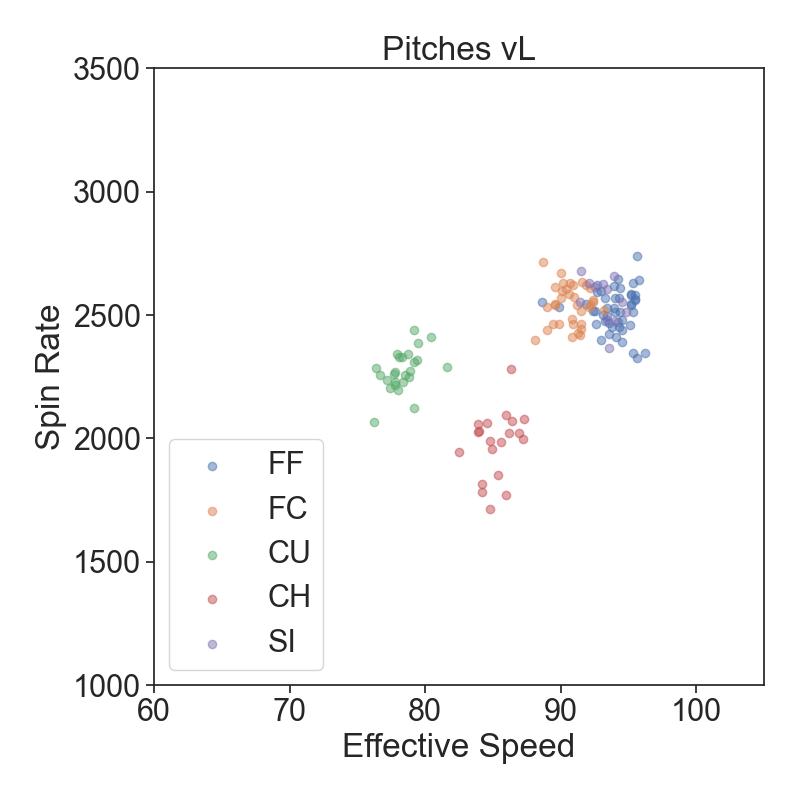 Pitches vL
Spin Rate
3500
3000
2500
2000
1500
1000
FF
FC
CU
CH
SI
60 70 80 90 100
Effective Speed